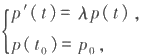 p′(t) = λp(t) ,
p(t₀) = p₀ ,